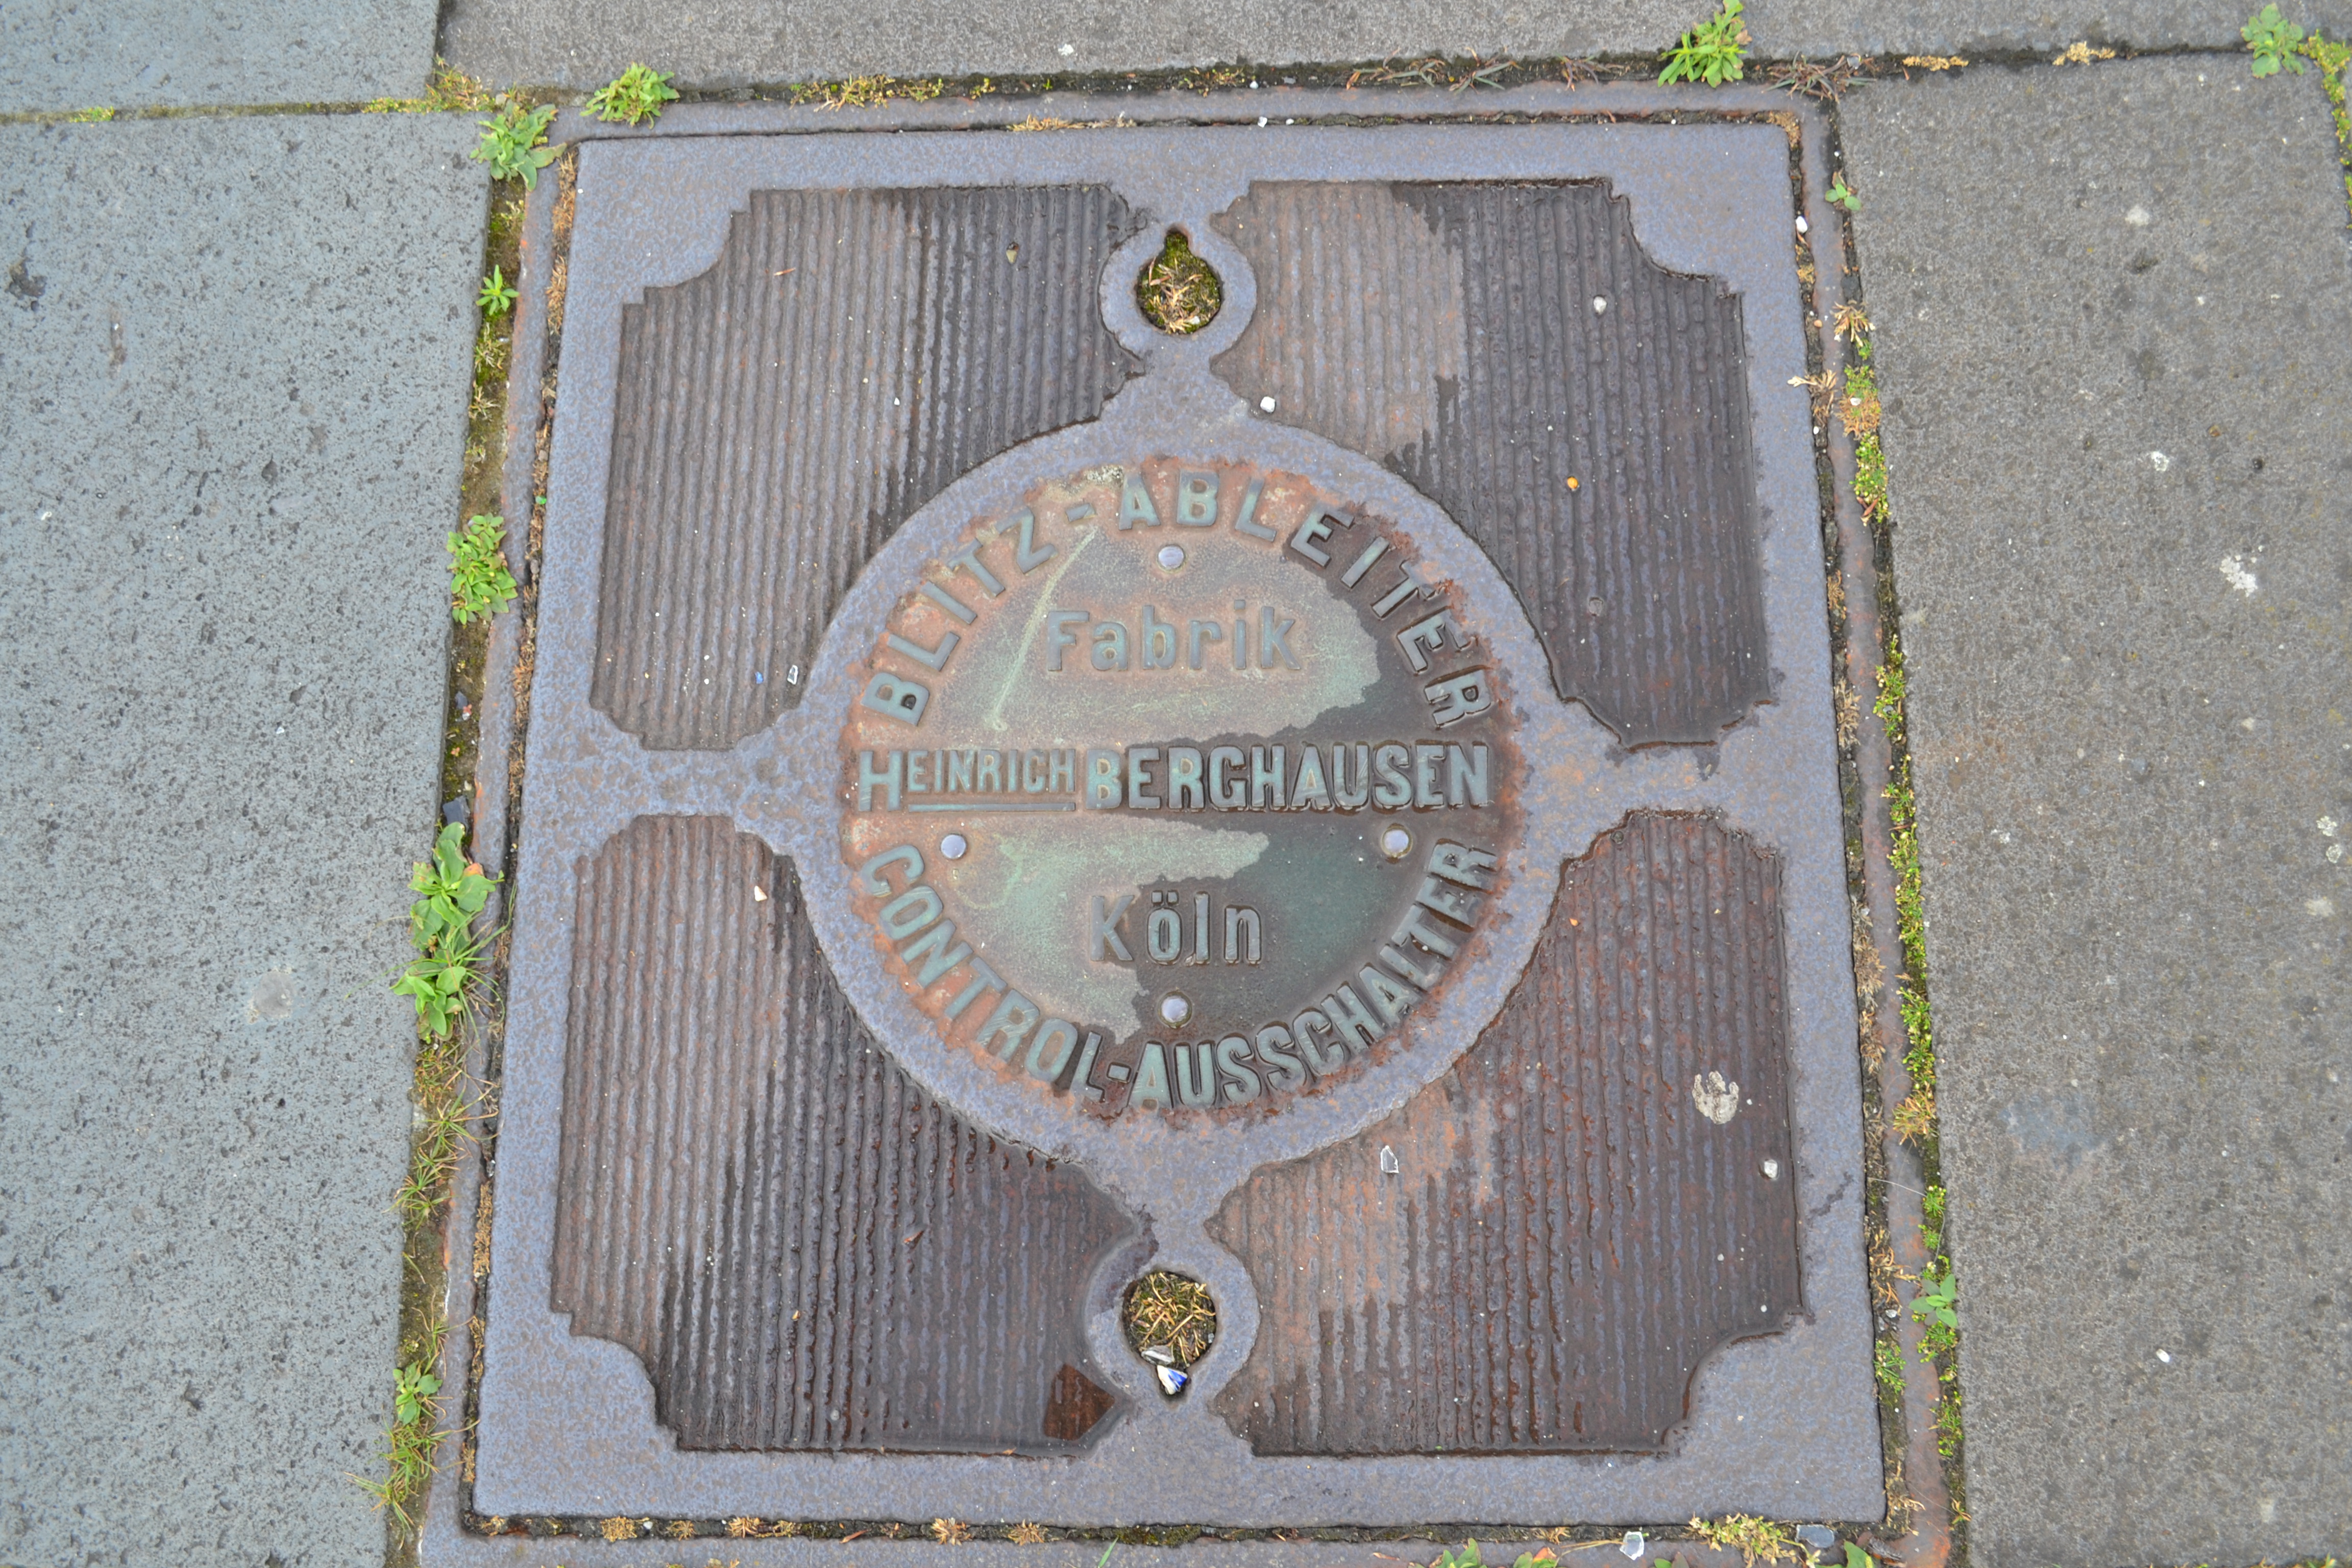 BLITZ-ABLEITER
Fabrik
HEINRICH BERGHAUSEN
Köln
CONTROL-AUSSCHALTER